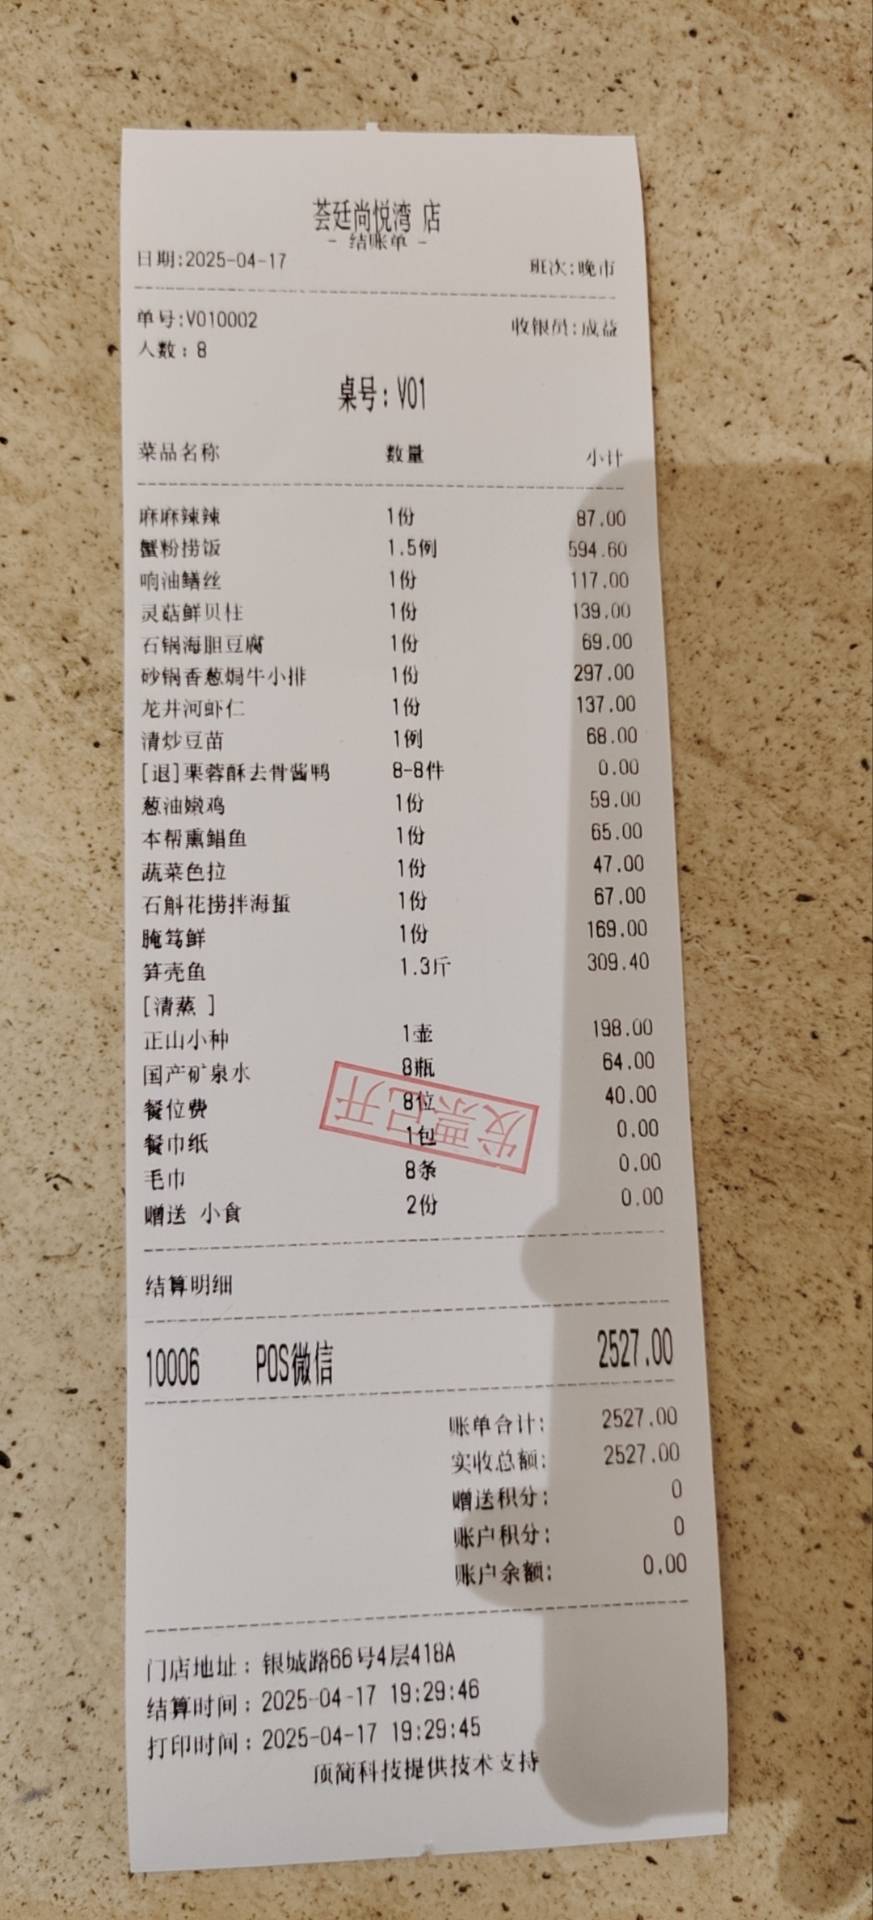 荟廷尚悦湾 店
- 结账单 -
日期:2025-04-17 班次:晚市
单号:V010002 收银员:成益
人数:8
桌号:V01
菜品名称 数量 小计
麻麻辣辣 1份 87.00
蟹粉捞饭 1.5例 594.60
响油鳝丝 1份 117.00
灵菇鲜贝柱 1份 139.00
石锅海胆豆腐 1份 69.00
砂锅香葱焗牛小排 1份 297.00
龙井河虾仁 1份 137.00
清炒豆苗 1例 68.00
[退]栗蓉酥去骨酱鸭 8-8件 0.00
葱油嫩鸡 1份 59.00
本帮熏鲳鱼 1份 65.00
蔬菜色拉 1份 47.00
石斛花捞拌海蜇 1份 67.00
腌笃鲜 1份 169.00
笋壳鱼 1.3斤 309.40
[清蒸 ]
正山小种 1壶 198.00
国产矿泉水 8瓶 64.00
餐位费 8位 40.00
餐巾纸 1包 0.00
毛巾 8条 0.00
赠送 小食 2份 0.00
发票已开
结算明细
10006 POS微信 2527.00
账单合计: 2527.00
实收总额: 2527.00
赠送积分: 0
账户积分: 0
账户余额: 0.00
门店地址:银城路66号4层418A
结算时间:2025-04-17 19:29:46
打印时间:2025-04-17 19:29:45
顶简科技提供技术支持